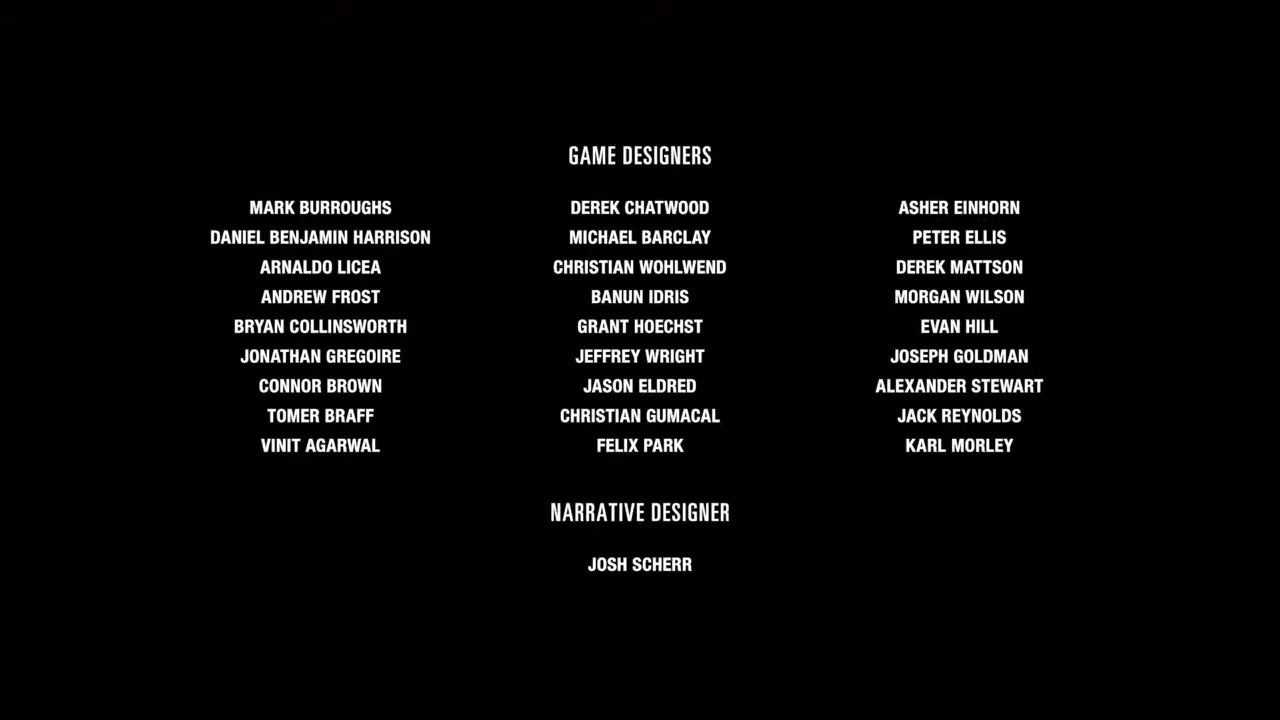 GAME DESIGNERS
MARK BURROUGHS DEREK CHATWOOD ASHER EINHORN
DANIEL BENJAMIN HARRISON MICHAEL BARCLAY PETER ELLIS
ARNALDO LICEA CHRISTIAN WOHLWEND DEREK MATTSON
ANDREW FROST BANUN IDRIS MORGAN WILSON
BRYAN COLLINSWORTH GRANT HOECHST EVAN HILL
JONATHAN GREGOIRE JEFFREY WRIGHT JOSEPH GOLDMAN
CONNOR BROWN JASON ELDRED ALEXANDER STEWART
TOMER BRAFF CHRISTIAN GUMACAL JACK REYNOLDS
VINIT AGARWAL FELIX PARK KARL MORLEY
NARRATIVE DESIGNER
JOSH SCHERR